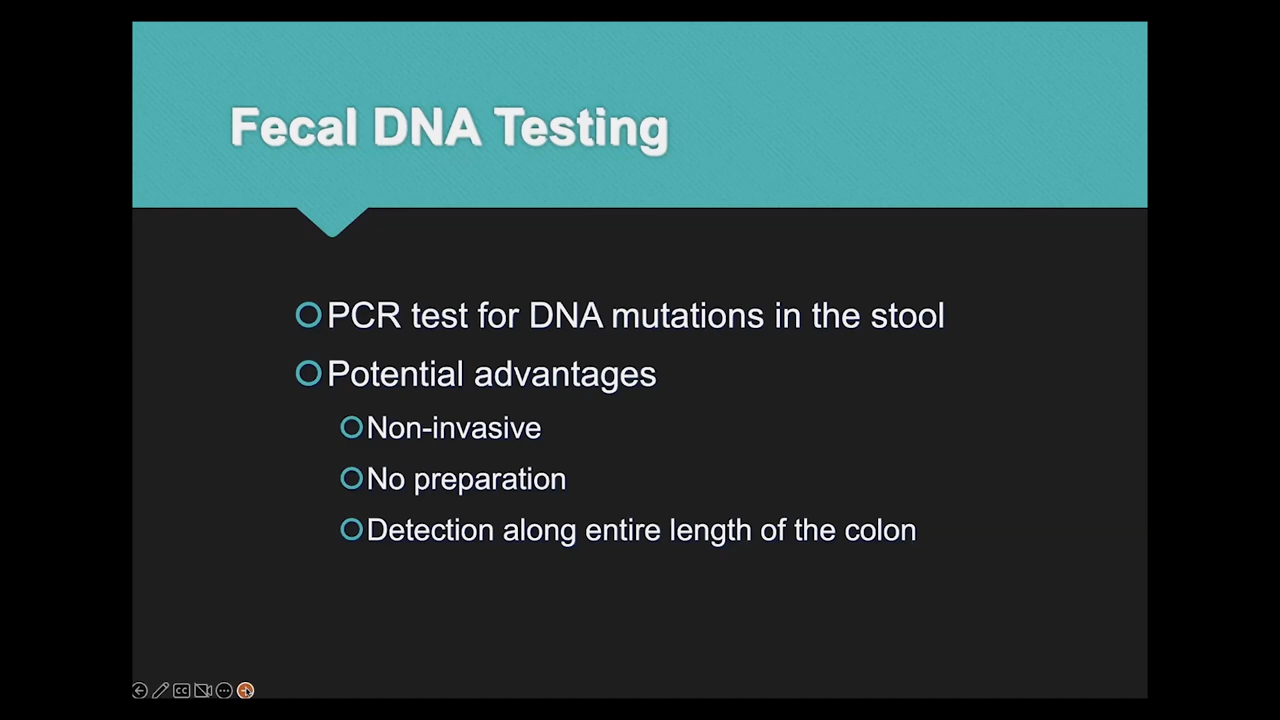 Fecal DNA Testing
PCR test for DNA mutations in the stool
Potential advantages
Non-invasive
No preparation
Detection along entire length of the colon
CC